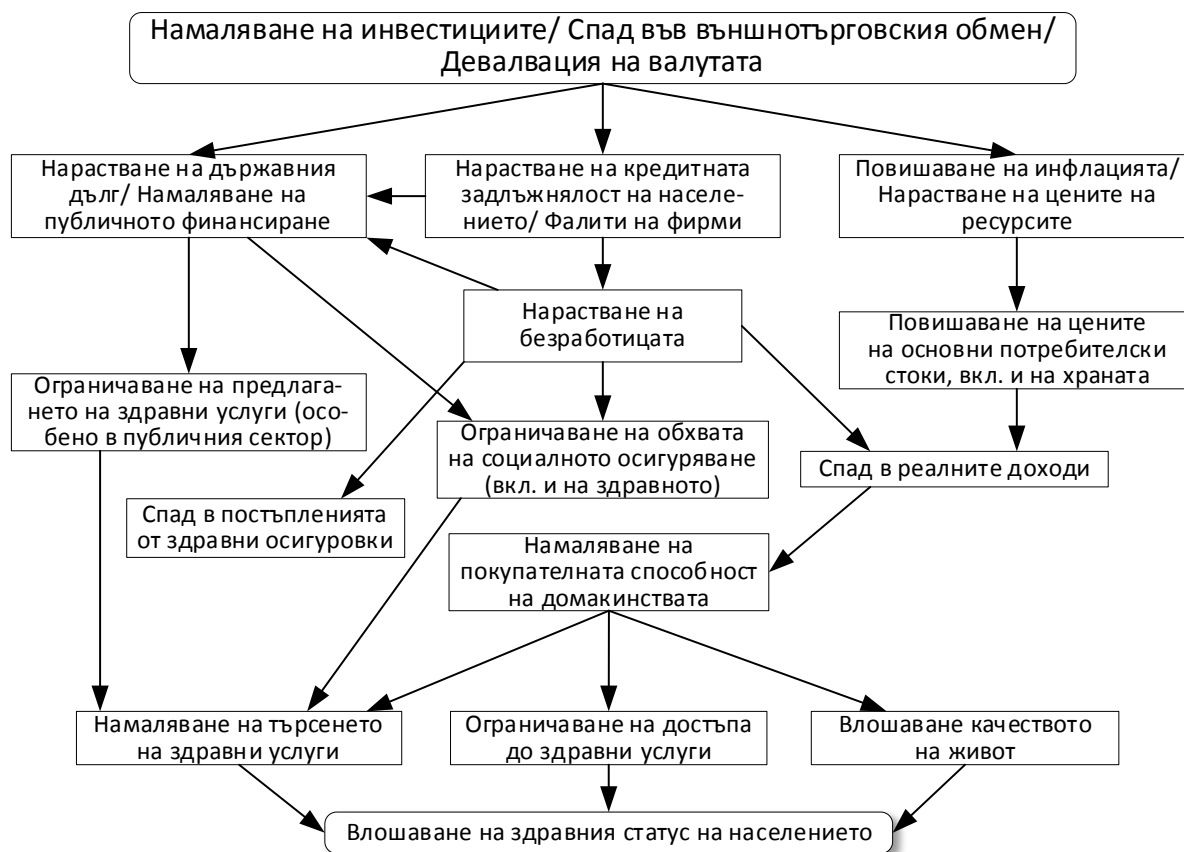 Намаляване на инвестициите/ Спад във външнотърговския обмен/
Девалвация на валутата
Нарастване на държавния
дълг/ Намаляване на
публичното финансиране
Нарастване на кредитната
задлъжнялост на населе-
нието/ Фалити на фирми
Повишаване на инфлацията/
Нарастване на цените на
ресурсите
Нарастване на
безработицата
Повишаване на цените
на основни потребителски
стоки, вкл. и на храната
Ограничаване на предлага-
нето на здравни услуги (осо-
бено в публичния сектор)
Ограничаване на обхвата
на социалното осигуряване
(вкл. и на здравното)
Спад в реалните доходи
Спад в постъпленията
от здравни осигуровки
Намаляване на
покупателната способност
на домакинствата
Намаляване на търсенето
на здравни услуги
Ограничаване на достъпа
до здравни услуги
Влошаване качеството
на живот
Влошаване на здравния статус на населението